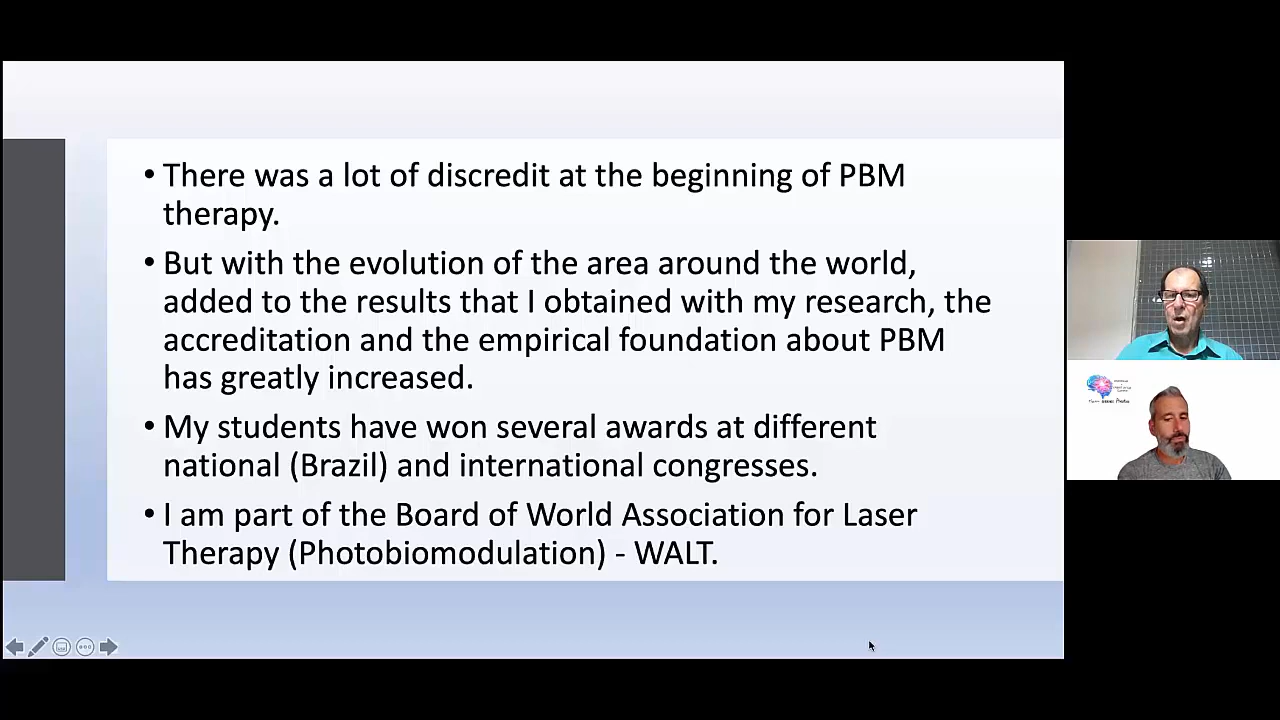 • There was a lot of discredit at the beginning of PBM
therapy.
• But with the evolution of the area around the world,
added to the results that I obtained with my research, the
accreditation and the empirical foundation about PBM
has greatly increased.
• My students have won several awards at different
national (Brazil) and international congresses.
• I am part of the Board of World Association for Laser
Therapy (Photobiomodulation) - WALT.